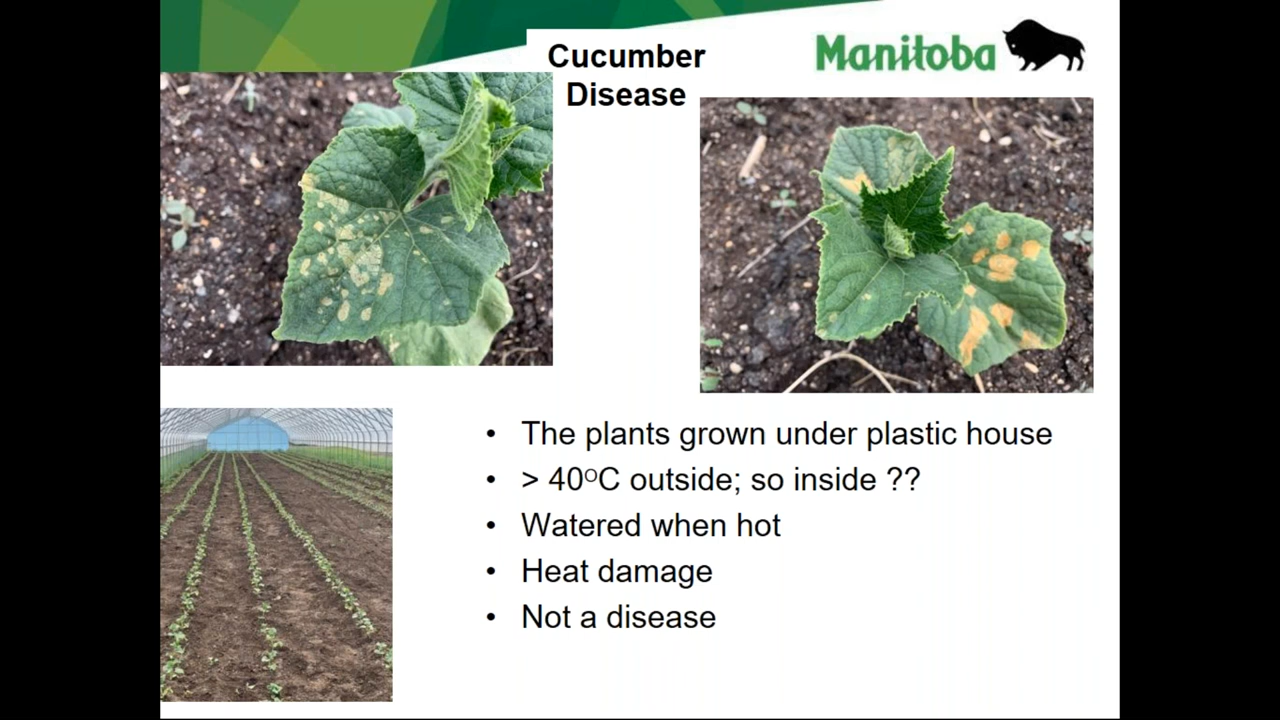 Cucumber
Disease
Manitoba
• The plants grown under plastic house
• > 40ᴼC outside; so inside ??
• Watered when hot
• Heat damage
• Not a disease